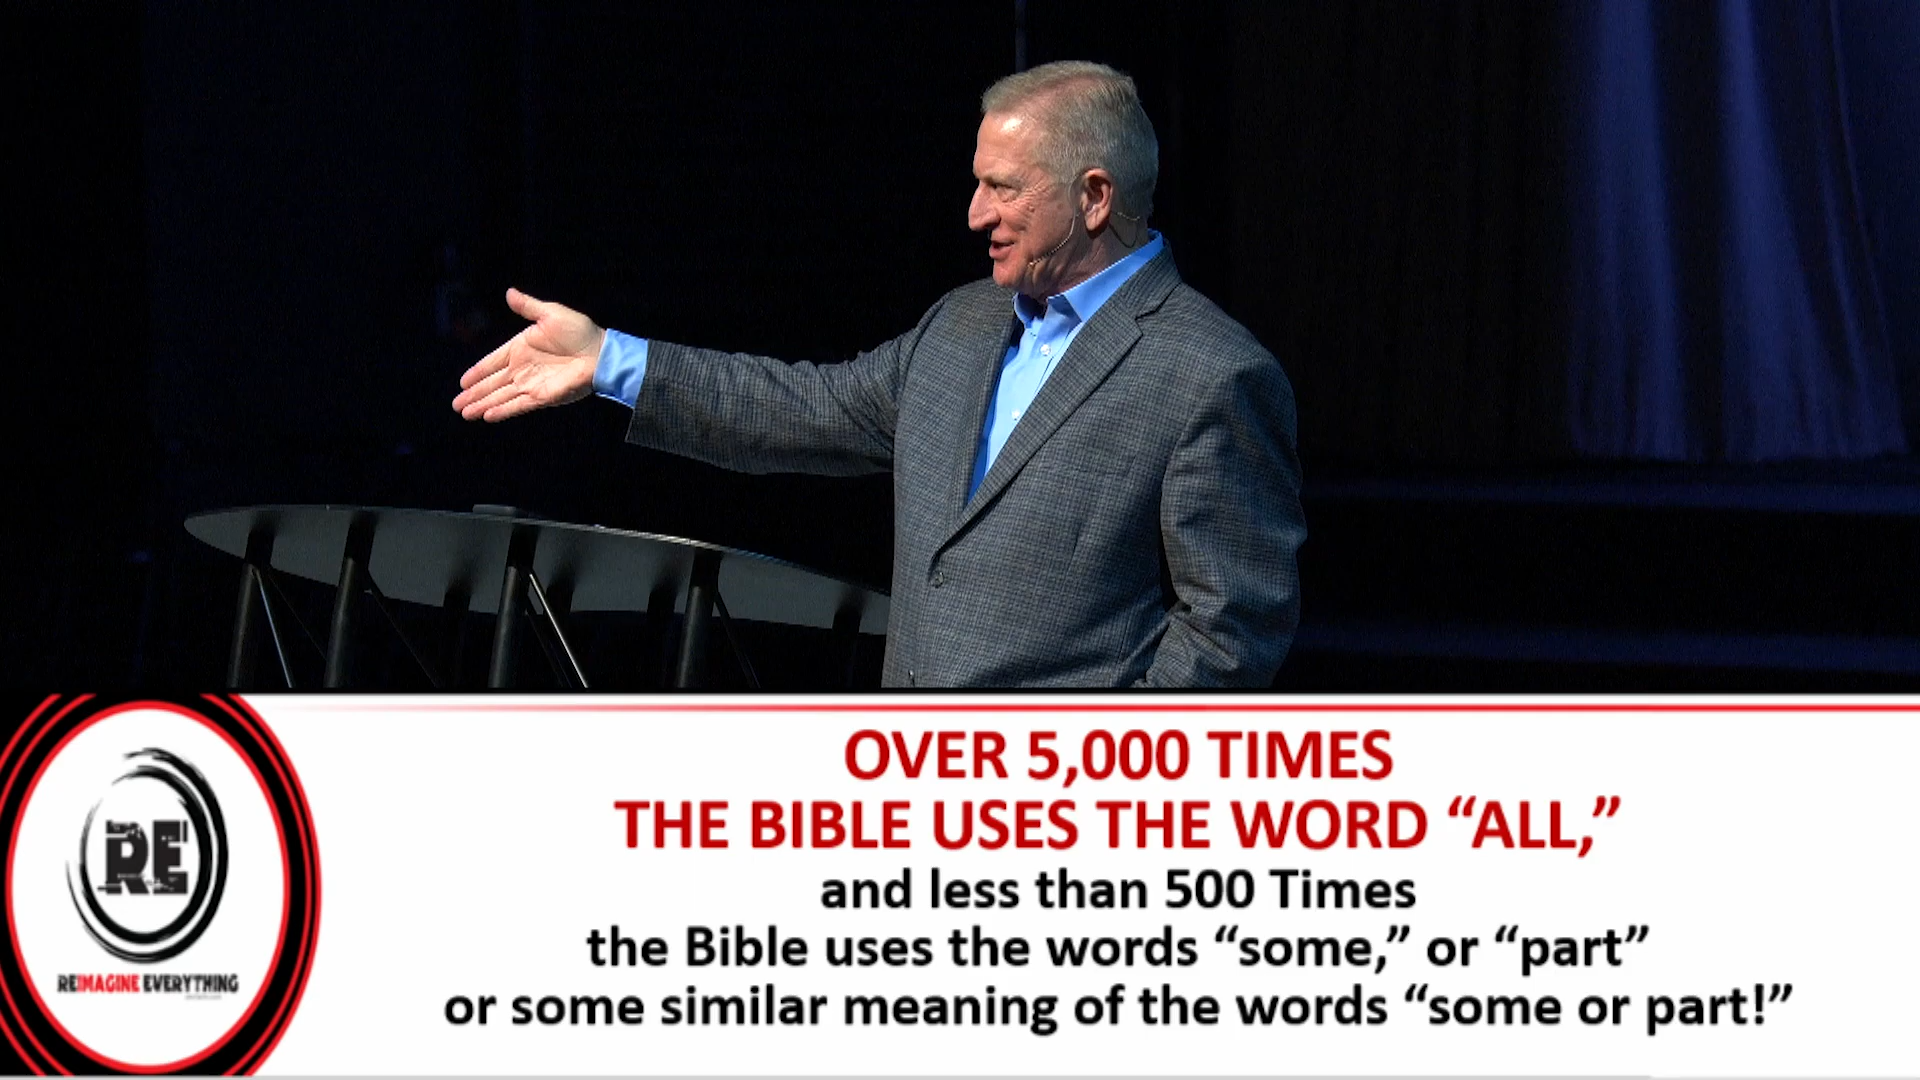 OVER 5,000 TIMES
THE BIBLE USES THE WORD “ALL,”
and less than 500 Times
the Bible uses the words “some,” or “part”
or some similar meaning of the words “some or part!”
RE
REIMAGINE EVERYTHING